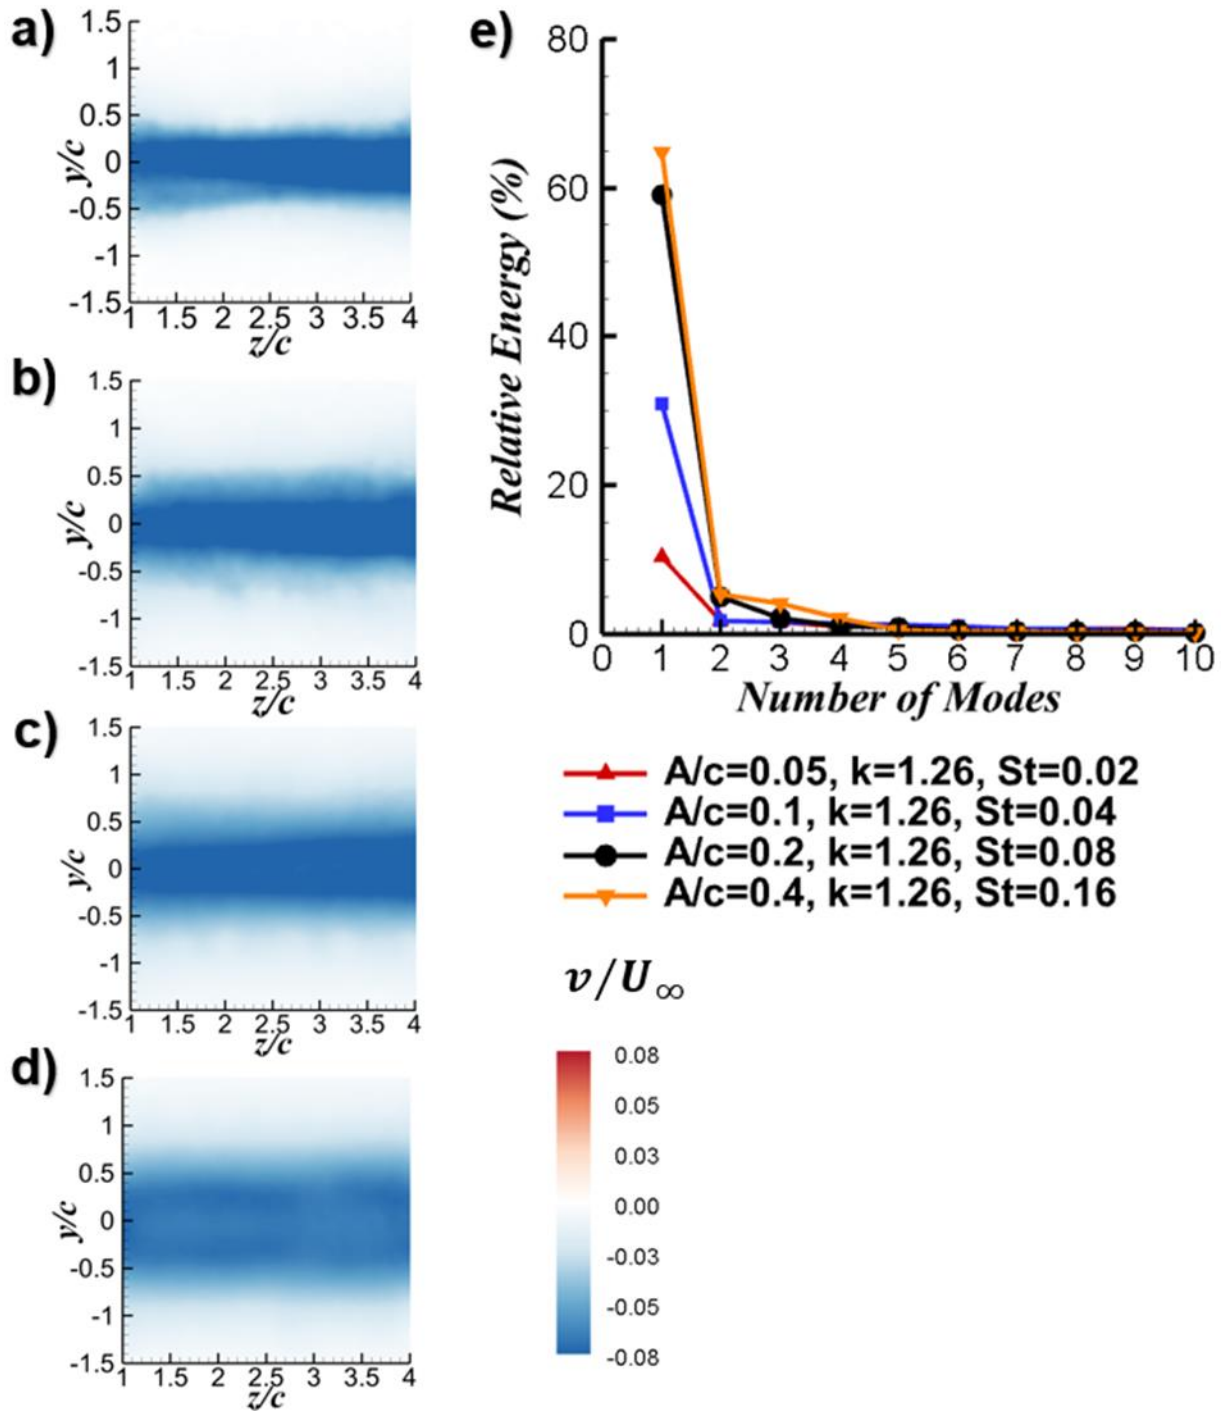 a)
1.5
1
0.5
0
-0.5
-1
-1.5
y/c
1 1.5 2 2.5 3 3.5 4
z/c
b)
1.5
1
0.5
0
-0.5
-1
-1.5
y/c
1 1.5 2 2.5 3 3.5 4
z/c
c)
1.5
1
0.5
0
-0.5
-1
-1.5
y/c
1 1.5 2 2.5 3 3.5 4
z/c
d)
1.5
1
0.5
0
-0.5
-1
-1.5
y/c
1 1.5 2 2.5 3 3.5 4
z/c
e)
80
60
40
20
0
Relative Energy (%)
0 1 2 3 4 5 6 7 8 9 10
Number of Modes
A/c=0.05, k=1.26, St=0.02
A/c=0.1, k=1.26, St=0.04
A/c=0.2, k=1.26, St=0.08
A/c=0.4, k=1.26, St=0.16
v/U∞
0.08
0.05
0.03
0.00
-0.03
-0.05
-0.08